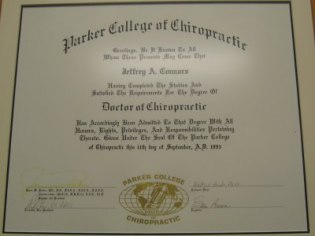 Parker College of Chiropractic
Greetings, Be It Known To All
Whom These Presents May Come That
Jeffrey A. Connors
Having Completed The Studies And
Satisfied The Requirements For The Degree Of
Doctor of Chiropractic
Has Accordingly Been Admitted To That Degree With All
Honors, Rights, Privileges, And Responsibilities Pertaining
Thereto. Given Under The Seal Of The Parker College
of Chiropractic this 11th day of September, A.D. 1993
PARKER COLLEGE
OF
CHIROPRACTIC